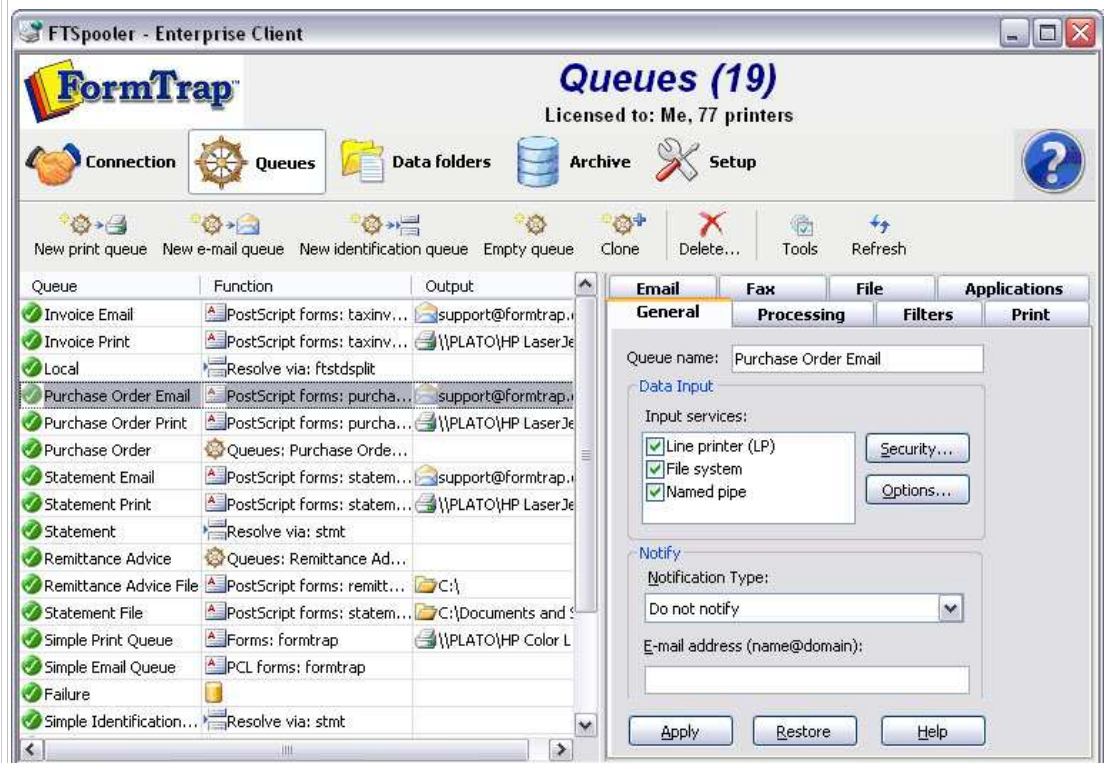 FTSpooler - Enterprise Client
FormTrap™
Queues (19)
Licensed to: Me, 77 printers
Connection
Queues
Data folders
Archive
Setup
?
New print queue
New e-mail queue
New identification queue
Empty queue
Clone
Delete...
Tools
Refresh
Queue Function Output
Invoice Email PostScript forms: taxinv... support@formtrap.
Invoice Print PostScript forms: taxinv... \\PLATO\HP LaserJe
Local Resolve via: ftstdsplit
Purchase Order Email PostScript forms: purcha... support@formtrap.
Purchase Order Print PostScript forms: purcha... \\PLATO\HP LaserJe
Purchase Order Queues: Purchase Orde...
Statement Email PostScript forms: statem... support@formtrap.
Statement Print PostScript forms: statem... \\PLATO\HP LaserJe
Statement Resolve via: stmt
Remittance Advice Queues: Remittance Ad...
Remittance Advice File PostScript forms: remitt... C:\
Statement File PostScript forms: statem... C:\Documents and S
Simple Print Queue Forms: formtrap \\PLATO\HP Color L
Simple Email Queue PCL forms: formtrap
Failure
Simple Identification... Resolve via: stmt
Email Fax File Applications
General Processing Filters Print
Queue name: Purchase Order Email
Data Input
Input services:
Line printer (LP)
File system
Named pipe
Security...
Options...
Notify
Notification Type:
Do not notify
E-mail address (name@domain):
Apply
Restore
Help